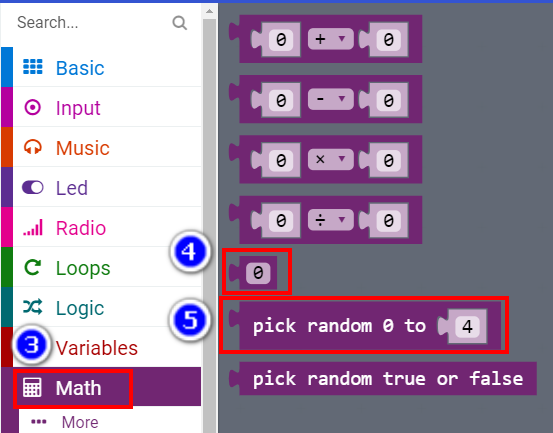 Search...
Basic
Input
Music
Led
Radio
Loops
Logic
3 Variables
Math
More
0 + 0
0 - 0
0 × 0
0 ÷ 0
4 0
5 pick random 0 to 4
pick random true or false